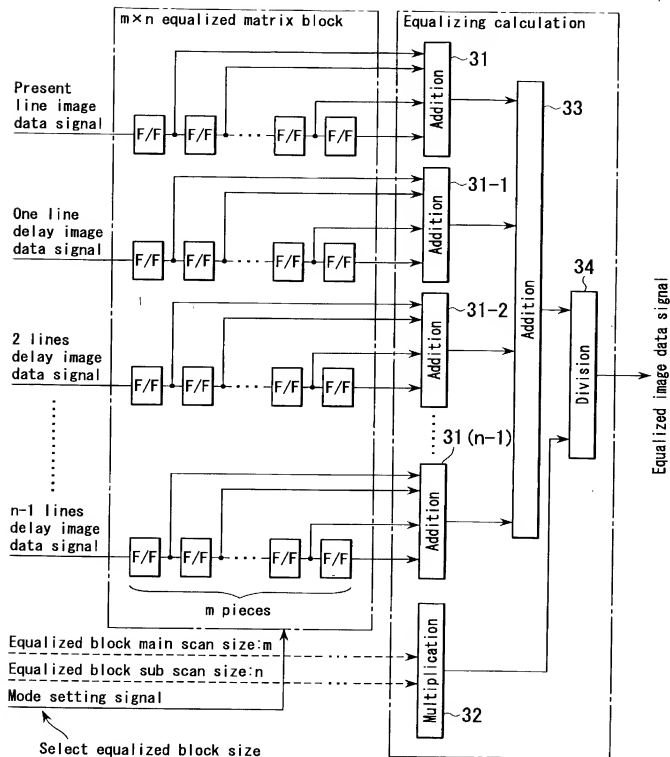 m×n equalized matrix block
Equalizing calculation
Present
line image
data signal
F/F
F/F
F/F
F/F
Addition
31
33
One line
delay image
data signal
F/F
F/F
F/F
F/F
Addition
31-1
2 lines
delay image
data signal
F/F
F/F
F/F
F/F
Addition
31-2
Addition
34
Division
Equalized image data signal
n-1 lines
delay image
data signal
F/F
F/F
F/F
F/F
Addition
31(n-1)
m pieces
Equalized block main scan size:m
Equalized block sub scan size:n
Mode setting signal
Multiplication
32
Select equalized block size